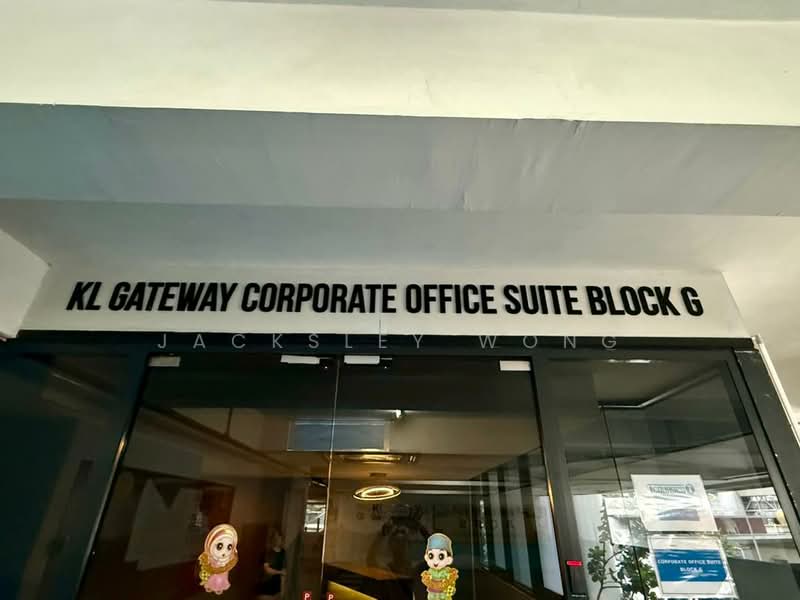 KL GATEWAY CORPORATE OFFICE SUITE BLOCK G
JACKSLEY WONG
CORPORATE OFFICE SUITE
BLOCK G
P P